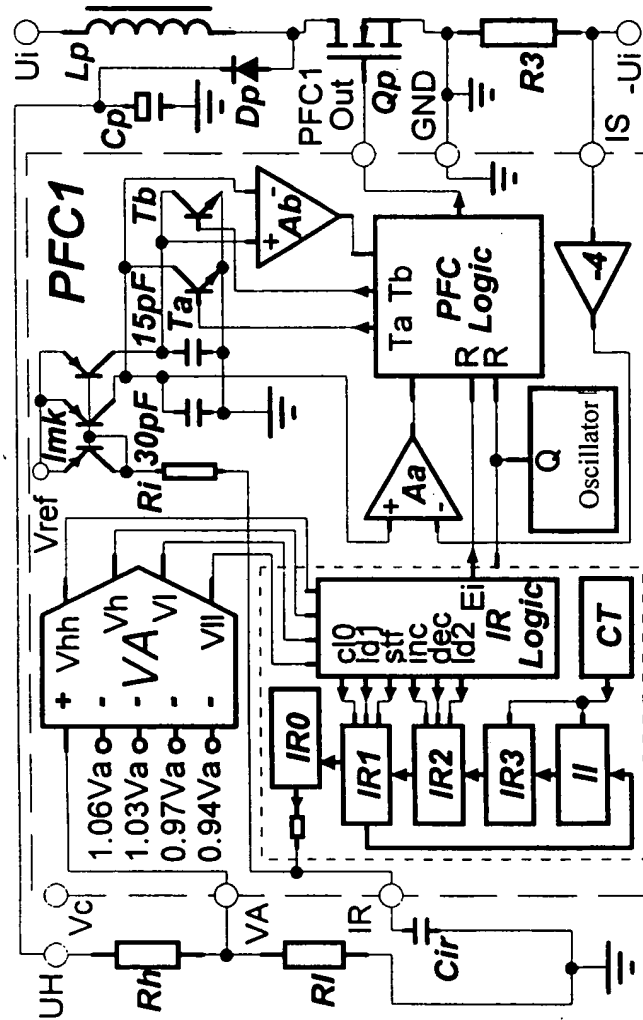 UH
Vc
Rh
VA
Rl
IR
Cir
1.06Va
1.03Va
0.97Va
0.94Va
+
-
-
-
-
VA
Vhh
Vh
Vl
Vll
IR0
IR1
IR2
IR3
II
CT
cl0
ld1
stf
inc
dec
ld2
Ei
IR
Logic
Vref
Imk
Ri
30pF
15pF
Ta
Tb
PFC1
+
-
Aa
+
-
Ab
Ta Tb
PFC
Logic
R
R
Q
Oscillator
-4
Ui
Lp
Cp
Dp
PFC1
Out
Qp
GND
R3
IS
-Ui